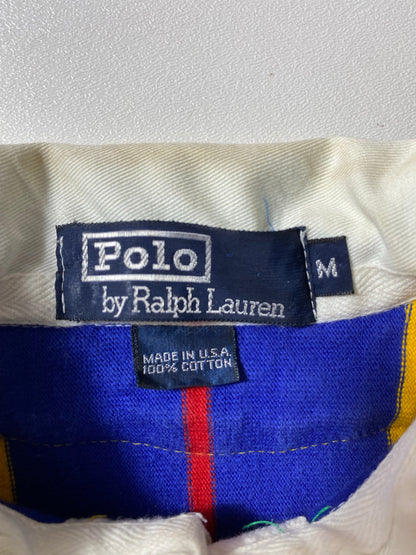 Polo
by Ralph Lauren
M
MADE IN U.S.A.
100% COTTON